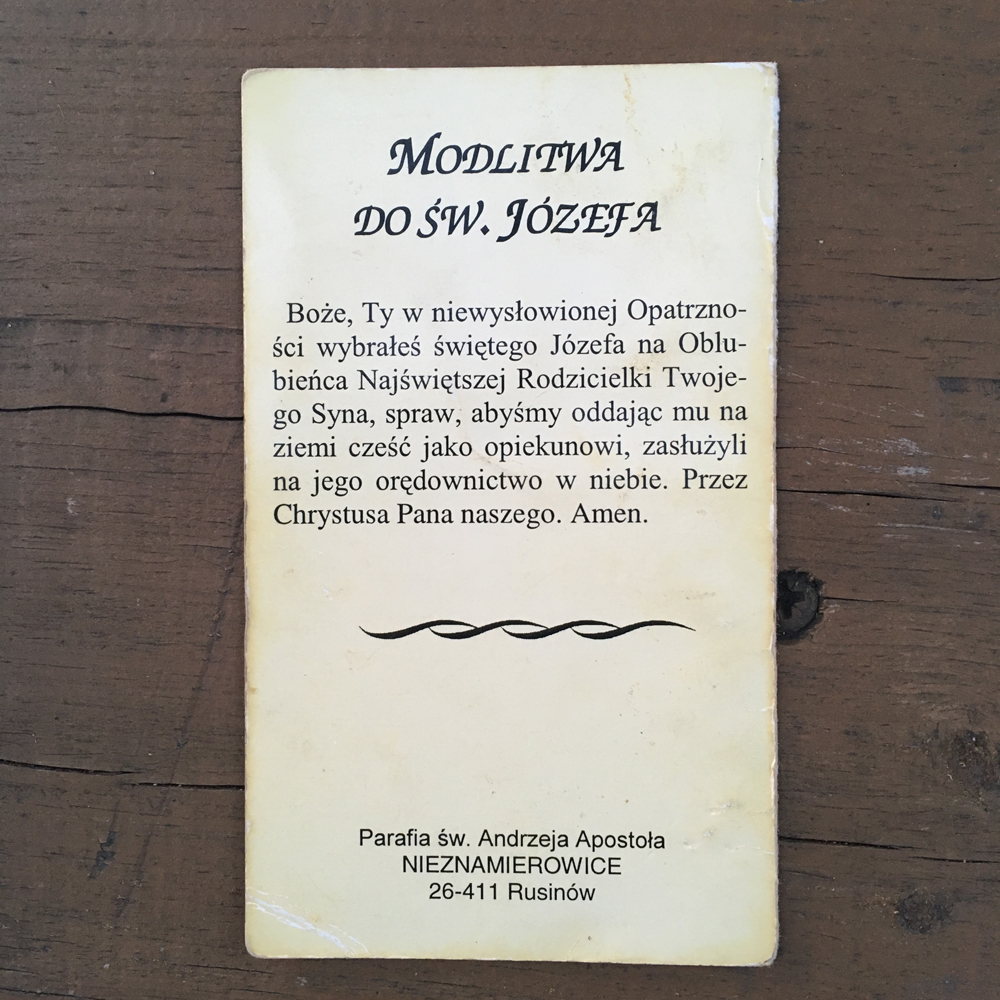 MODLITWA
DO ŚW. JÓZEFA
Boże, Ty w niewysłowionej Opatrzno-
ści wybrałeś świętego Józefa na Oblu-
bieńca Najświętszej Rodzicielki Twoje-
go Syna, spraw, abyśmy oddając mu na
ziemi cześć jako opiekunowi, zasłużyli
na jego orędownictwo w niebie. Przez
Chrystusa Pana naszego. Amen.
Parafia św. Andrzeja Apostoła
NIEZNAMIEROWICE
26-411 Rusinów